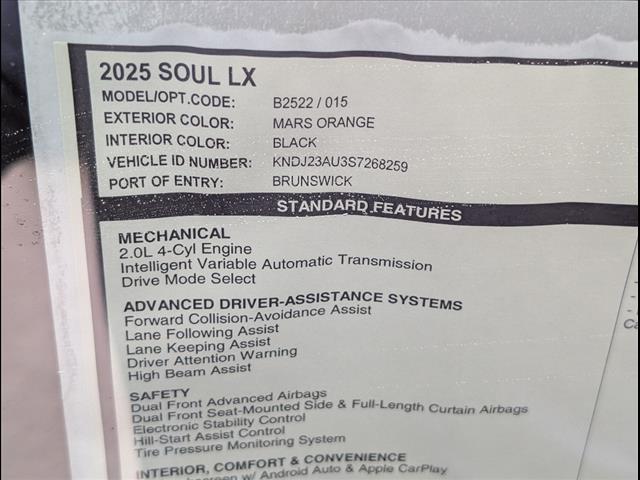 2025 SOUL LX
MODEL/OPT.CODE: B2522 / 015
EXTERIOR COLOR: MARS ORANGE
INTERIOR COLOR: BLACK
VEHICLE ID NUMBER: KNDJ23AU3S7268259
PORT OF ENTRY: BRUNSWICK
STANDARD FEATURES
MECHANICAL
2.0L 4-Cyl Engine
Intelligent Variable Automatic Transmission
Drive Mode Select
ADVANCED DRIVER-ASSISTANCE SYSTEMS
Forward Collision-Avoidance Assist
Lane Following Assist
Lane Keeping Assist
Driver Attention Warning
High Beam Assist
SAFETY
Dual Front Advanced Airbags
Dual Front Seat-Mounted Side & Full-Length Curtain Airbags
Electronic Stability Control
Hill-Start Assist Control
Tire Pressure Monitoring System
INTERIOR, COMFORT & CONVENIENCE
w/ Android Auto & Apple CarPlay